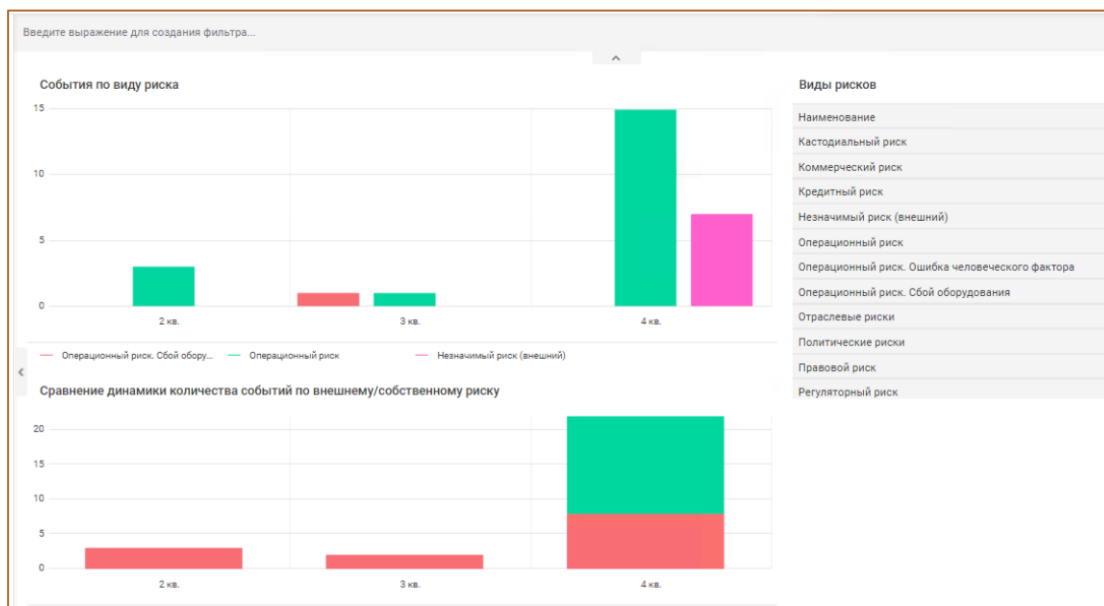 Введите выражение для создания фильтра...
События по виду риска
15
10
5
0
2 кв.
3 кв.
4 кв.
Операционный риск. Сбой обору...
Операционный риск
Незначимый риск (внешний)
Сравнение динамики количества событий по внешнему/собственному риску
20
15
10
5
0
2 кв.
3 кв.
4 кв.
Виды рисков
Наименование
Кастодиальный риск
Коммерческий риск
Кредитный риск
Незначимый риск (внешний)
Операционный риск
Операционный риск. Ошибка человеческого фактора
Операционный риск. Сбой оборудования
Отраслевые риски
Политические риски
Правовой риск
Регуляторный риск